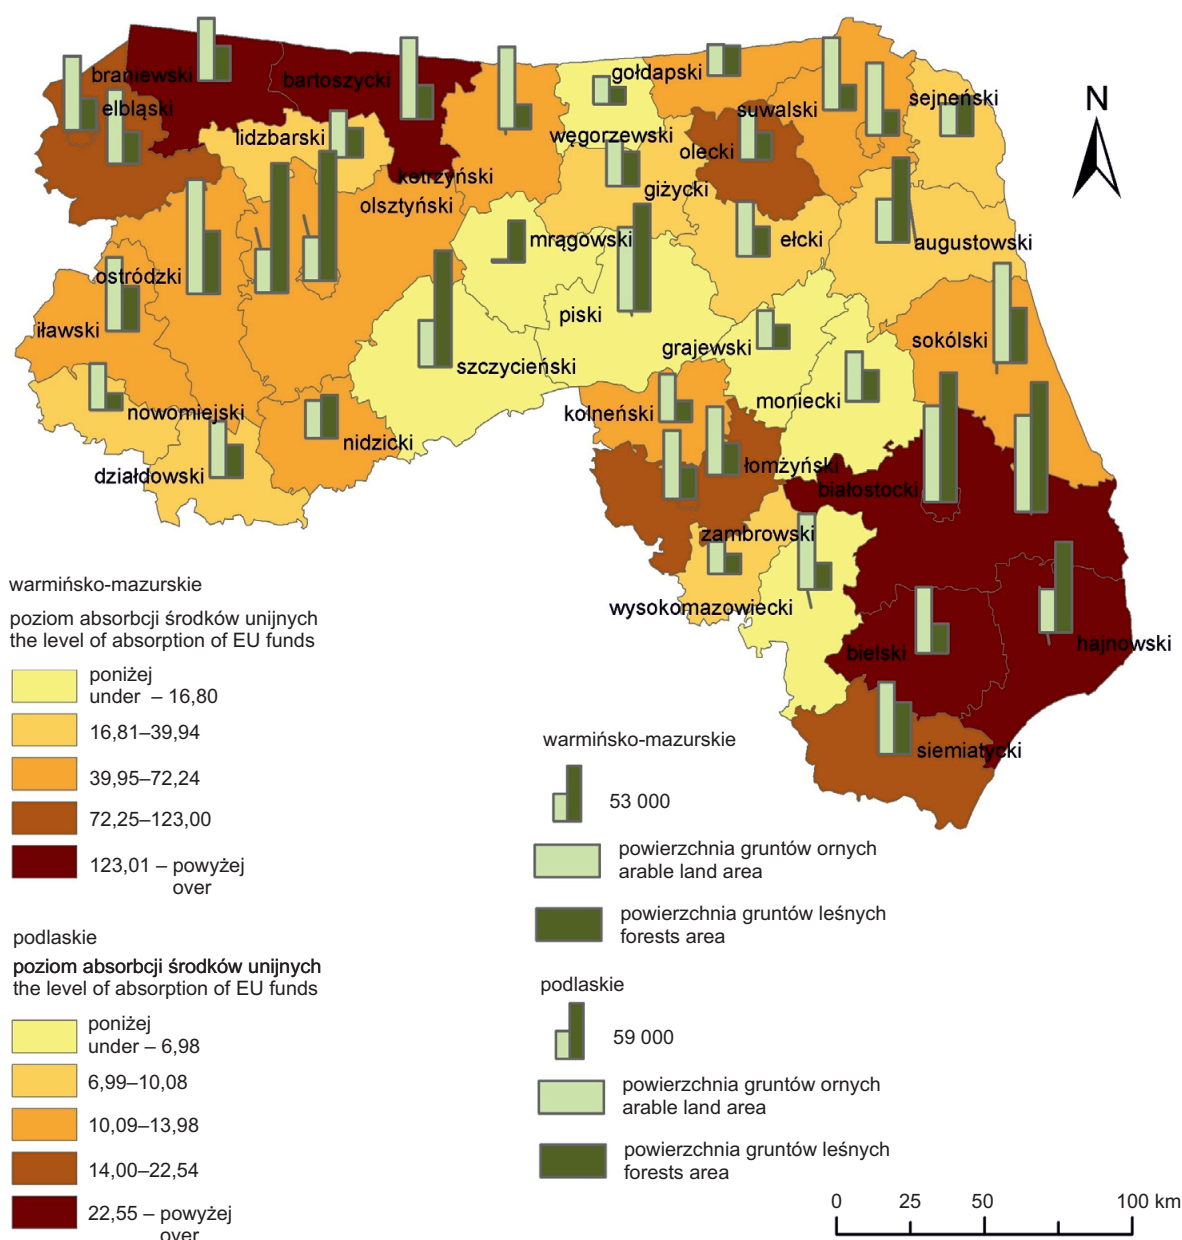 N
braniewski
bartoszycki
gołdapski
elbląski
suwalski
sejneński
lidzbarski
węgorzewski
olecki
kętrzyński
giżycki
olsztyński
mrągowski
ełcki
augustowski
ostródzki
piski
iławski
grajewski
sokólski
szczycieński
moniecki
nowomiejski
kolneński
nidzicki
działdowski
łomżyński
białostocki
zambrowski
wysokomazowiecki
bielski
hajnowski
siemiatycki
warmińsko-mazurskie
poziom absorbcji środków unijnych
the level of absorption of EU funds
poniżej
under – 16,80
16,81–39,94
39,95–72,24
72,25–123,00
123,01 – powyżej
over
podlaskie
poziom absorbcji środków unijnych
the level of absorption of EU funds
poniżej
under – 6,98
6,99–10,08
10,09–13,98
14,00–22,54
22,55 – powyżej
over
warmińsko-mazurskie
53 000
powierzchnia gruntów ornych
arable land area
powierzchnia gruntów leśnych
forests area
podlaskie
59 000
powierzchnia gruntów ornych
arable land area
powierzchnia gruntów leśnych
forests area
0 25 50 100 km